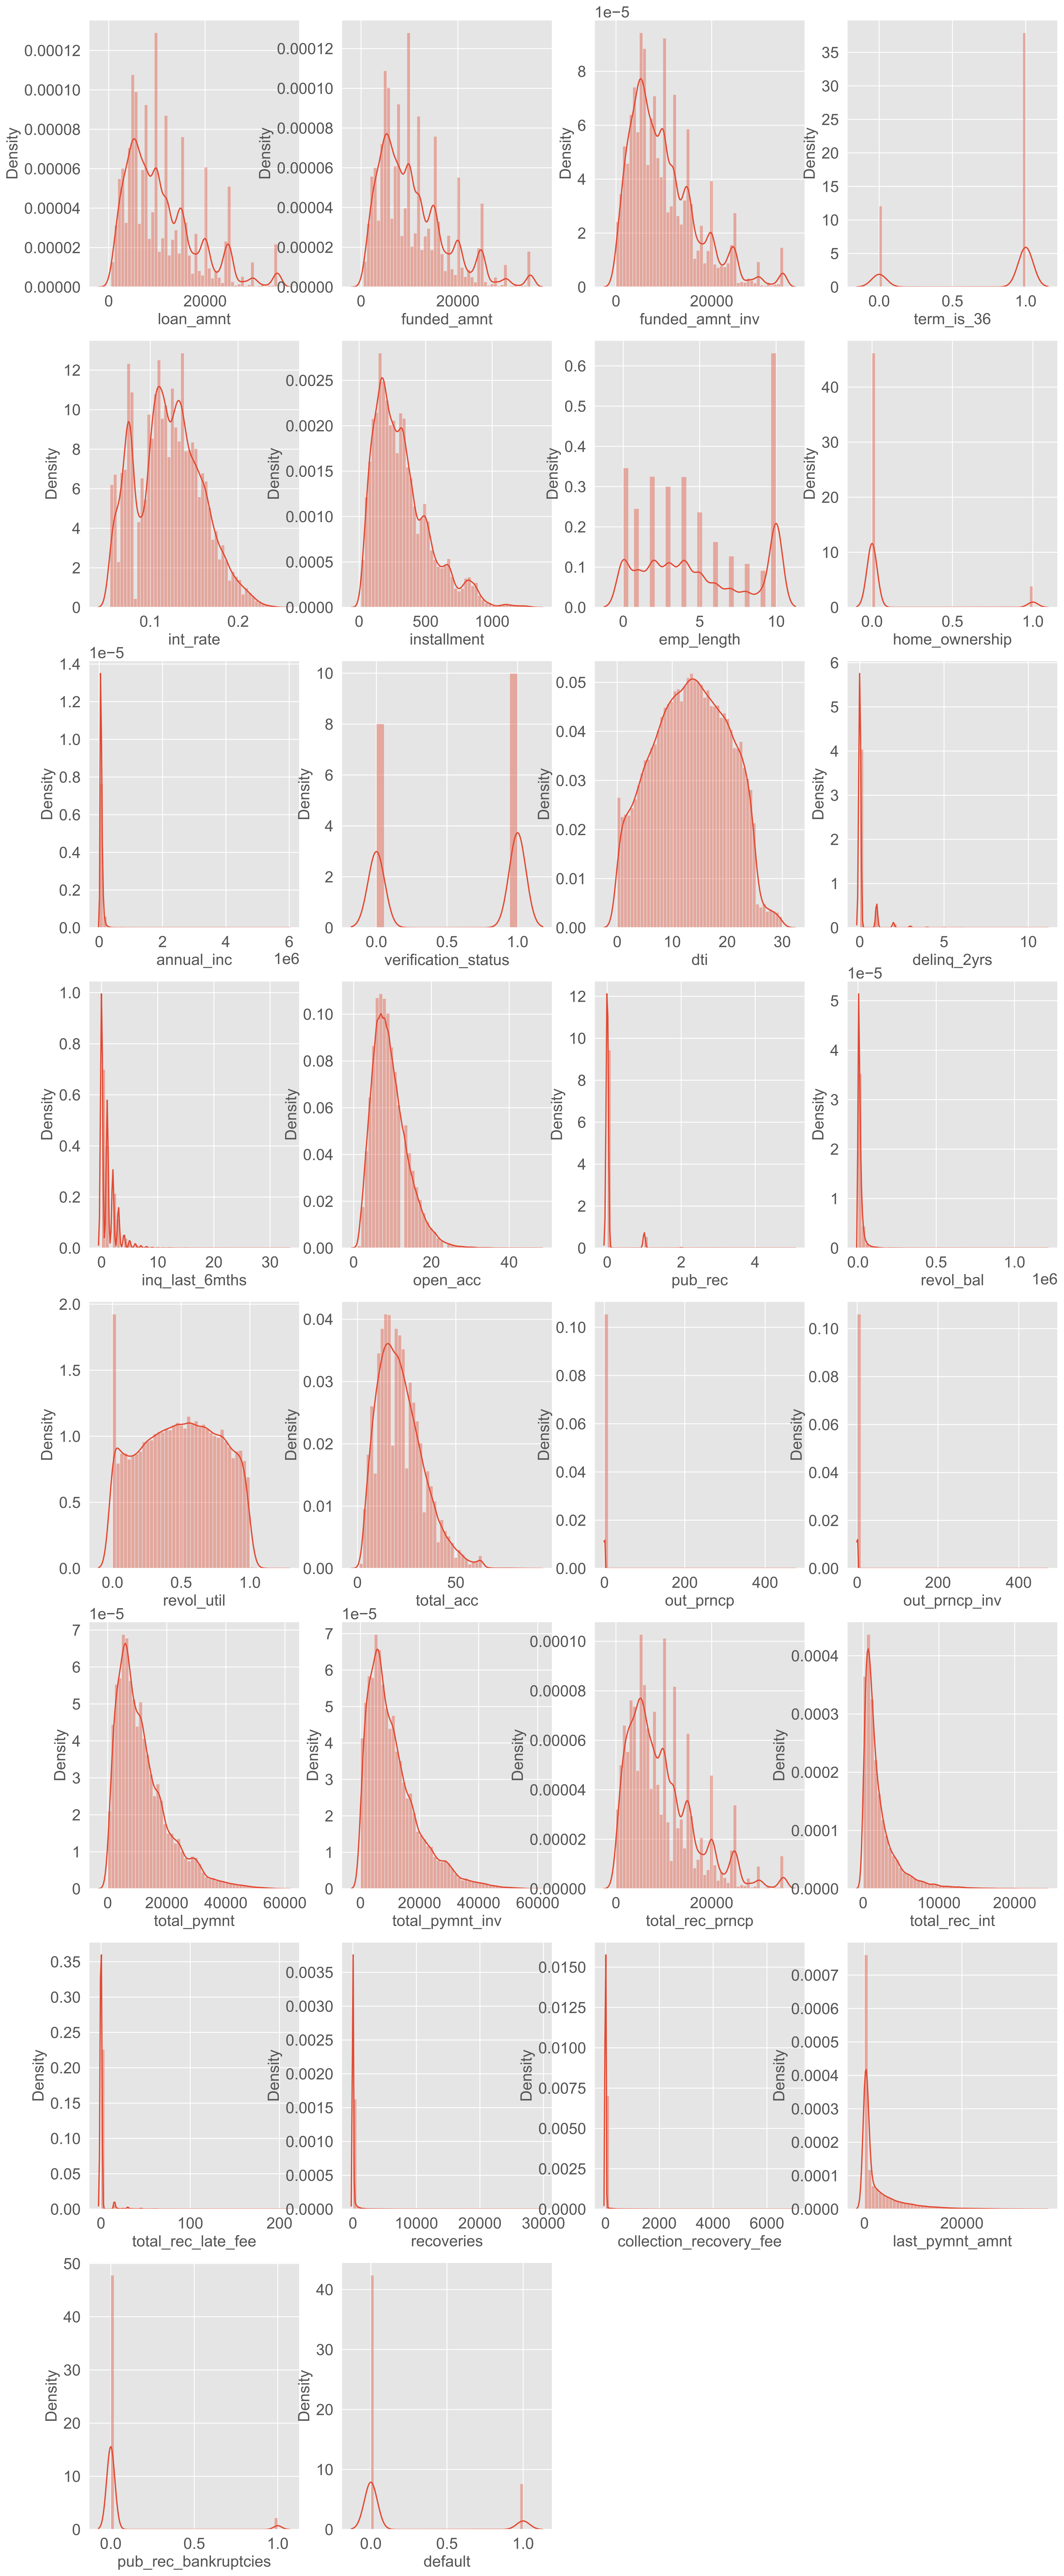 0.00012
0.00010
0.00008
0.00006
0.00004
0.00002
0.00000
Density
0 20000
loan_amnt
0.00012
0.00010
0.00008
0.00006
0.00004
0.00002
0.00000
Density
0 20000
funded_amnt
1e−5
8
6
4
2
0
Density
0 20000
funded_amnt_inv
35
30
25
20
15
10
5
0
Density
0.0 0.5 1.0
term_is_36
12
10
8
6
4
2
0
Density
0.1 0.2
int_rate
0.0025
0.0020
0.0015
0.0010
0.0005
0.0000
Density
0 500 1000
installment
0.6
0.5
0.4
0.3
0.2
0.1
0.0
Density
0 5 10
emp_length
40
30
20
10
0
Density
0.0 0.5 1.0
home_ownership
1e−5
1.4
1.2
1.0
0.8
0.6
0.4
0.2
0.0
Density
0 2 4 6
annual_inc 1e6
10
8
6
4
2
0
Density
0.0 0.5 1.0
verification_status
0.05
0.04
0.03
0.02
0.01
0.00
Density
0 10 20 30
dti
6
5
4
3
2
1
0
Density
0 5 10
delinq_2yrs
1.0
0.8
0.6
0.4
0.2
0.0
Density
0 10 20 30
inq_last_6mths
0.10
0.08
0.06
0.04
0.02
0.00
Density
0 20 40
open_acc
12
10
8
6
4
2
0
Density
0 2 4
pub_rec
1e−5
5
4
3
2
1
0
Density
0.0 0.5 1.0
revol_bal 1e6
2.0
1.5
1.0
0.5
0.0
Density
0.0 0.5 1.0
revol_util
0.04
0.03
0.02
0.01
0.00
Density
0 50
total_acc
0.10
0.08
0.06
0.04
0.02
0.00
Density
0 200 400
out_prncp
0.10
0.08
0.06
0.04
0.02
0.00
Density
0 200 400
out_prncp_inv
1e−5
7
6
5
4
3
2
1
0
Density
0 20000 40000 60000
total_pymnt
1e−5
7
6
5
4
3
2
1
0
Density
0 20000 40000 60000
total_pymnt_inv
0.00010
0.00008
0.00006
0.00004
0.00002
0.00000
Density
0 20000
total_rec_prncp
0.0004
0.0003
0.0002
0.0001
0.0000
Density
0 10000 20000
total_rec_int
0.35
0.30
0.25
0.20
0.15
0.10
0.05
0.00
Density
0 100 200
total_rec_late_fee
0.0035
0.0030
0.0025
0.0020
0.0015
0.0010
0.0005
0.0000
Density
0 10000 20000 30000
recoveries
0.0150
0.0125
0.0100
0.0075
0.0050
0.0025
0.0000
Density
0 2000 4000 6000
collection_recovery_fee
0.0007
0.0006
0.0005
0.0004
0.0003
0.0002
0.0001
0.0000
Density
0 20000
last_pymnt_amnt
50
40
30
20
10
0
Density
0.0 0.5 1.0
pub_rec_bankruptcies
40
30
20
10
0
Density
0.0 0.5 1.0
default